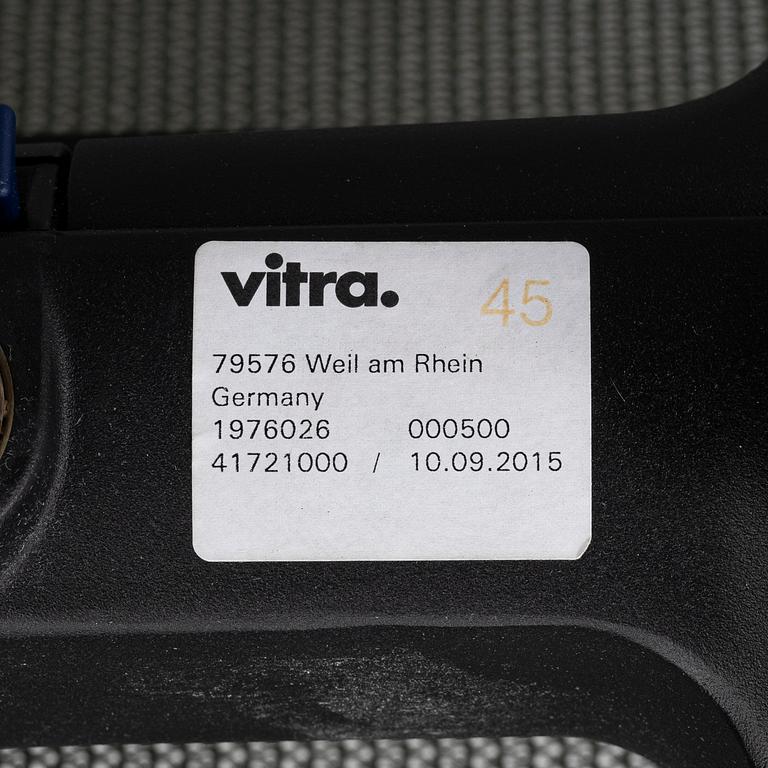 vitra. 45
79576 Weil am Rhein
Germany
1976026 000500
41721000 / 10.09.2015